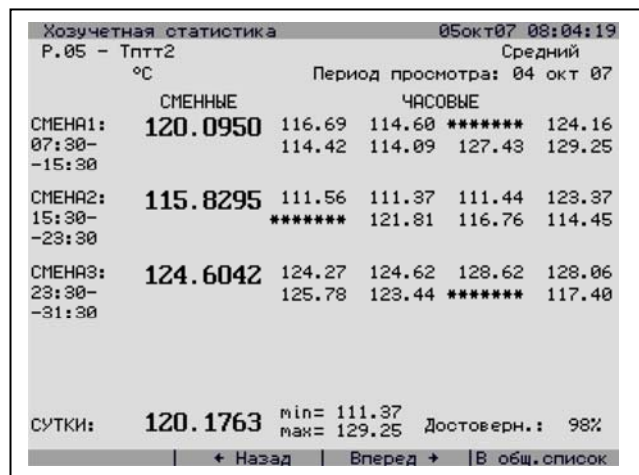 Хозучетная статистика 05окт07 08:04:19
Р.05 - Тптт2 Средний
°C Период просмотра: 04 окт 07
СМЕННЫЕ ЧАСОВЫЕ
СМЕНА1: 120.0950 116.69 114.60 ******* 124.16
07:30- 114.42 114.09 127.43 129.25
-15:30
СМЕНА2: 115.8295 111.56 111.37 111.44 123.37
15:30- ******* 121.81 116.76 114.45
-23:30
СМЕНА3: 124.6042 124.27 124.62 128.62 128.06
23:30- 125.78 123.44 ******* 117.40
-31:30
СУТКИ: 120.1763 min= 111.37 Достоверн.: 98%
max= 129.25
← Назад | Вперед → |В общ.список